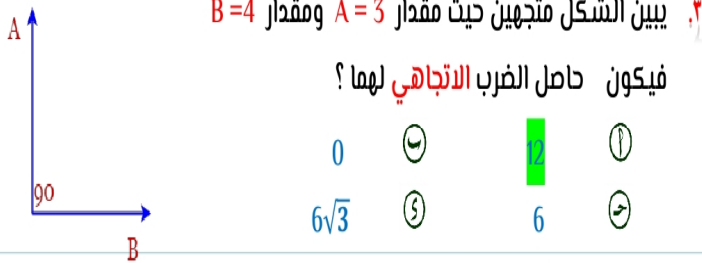 ٣. يبين الشكل متجهين حيث مقدار A = 3 ومقدار B =4
فيكون حاصل الضرب الاتجاهي لهما ؟
أ 12 ب 0
ج 6 د 6√3
A
90
B